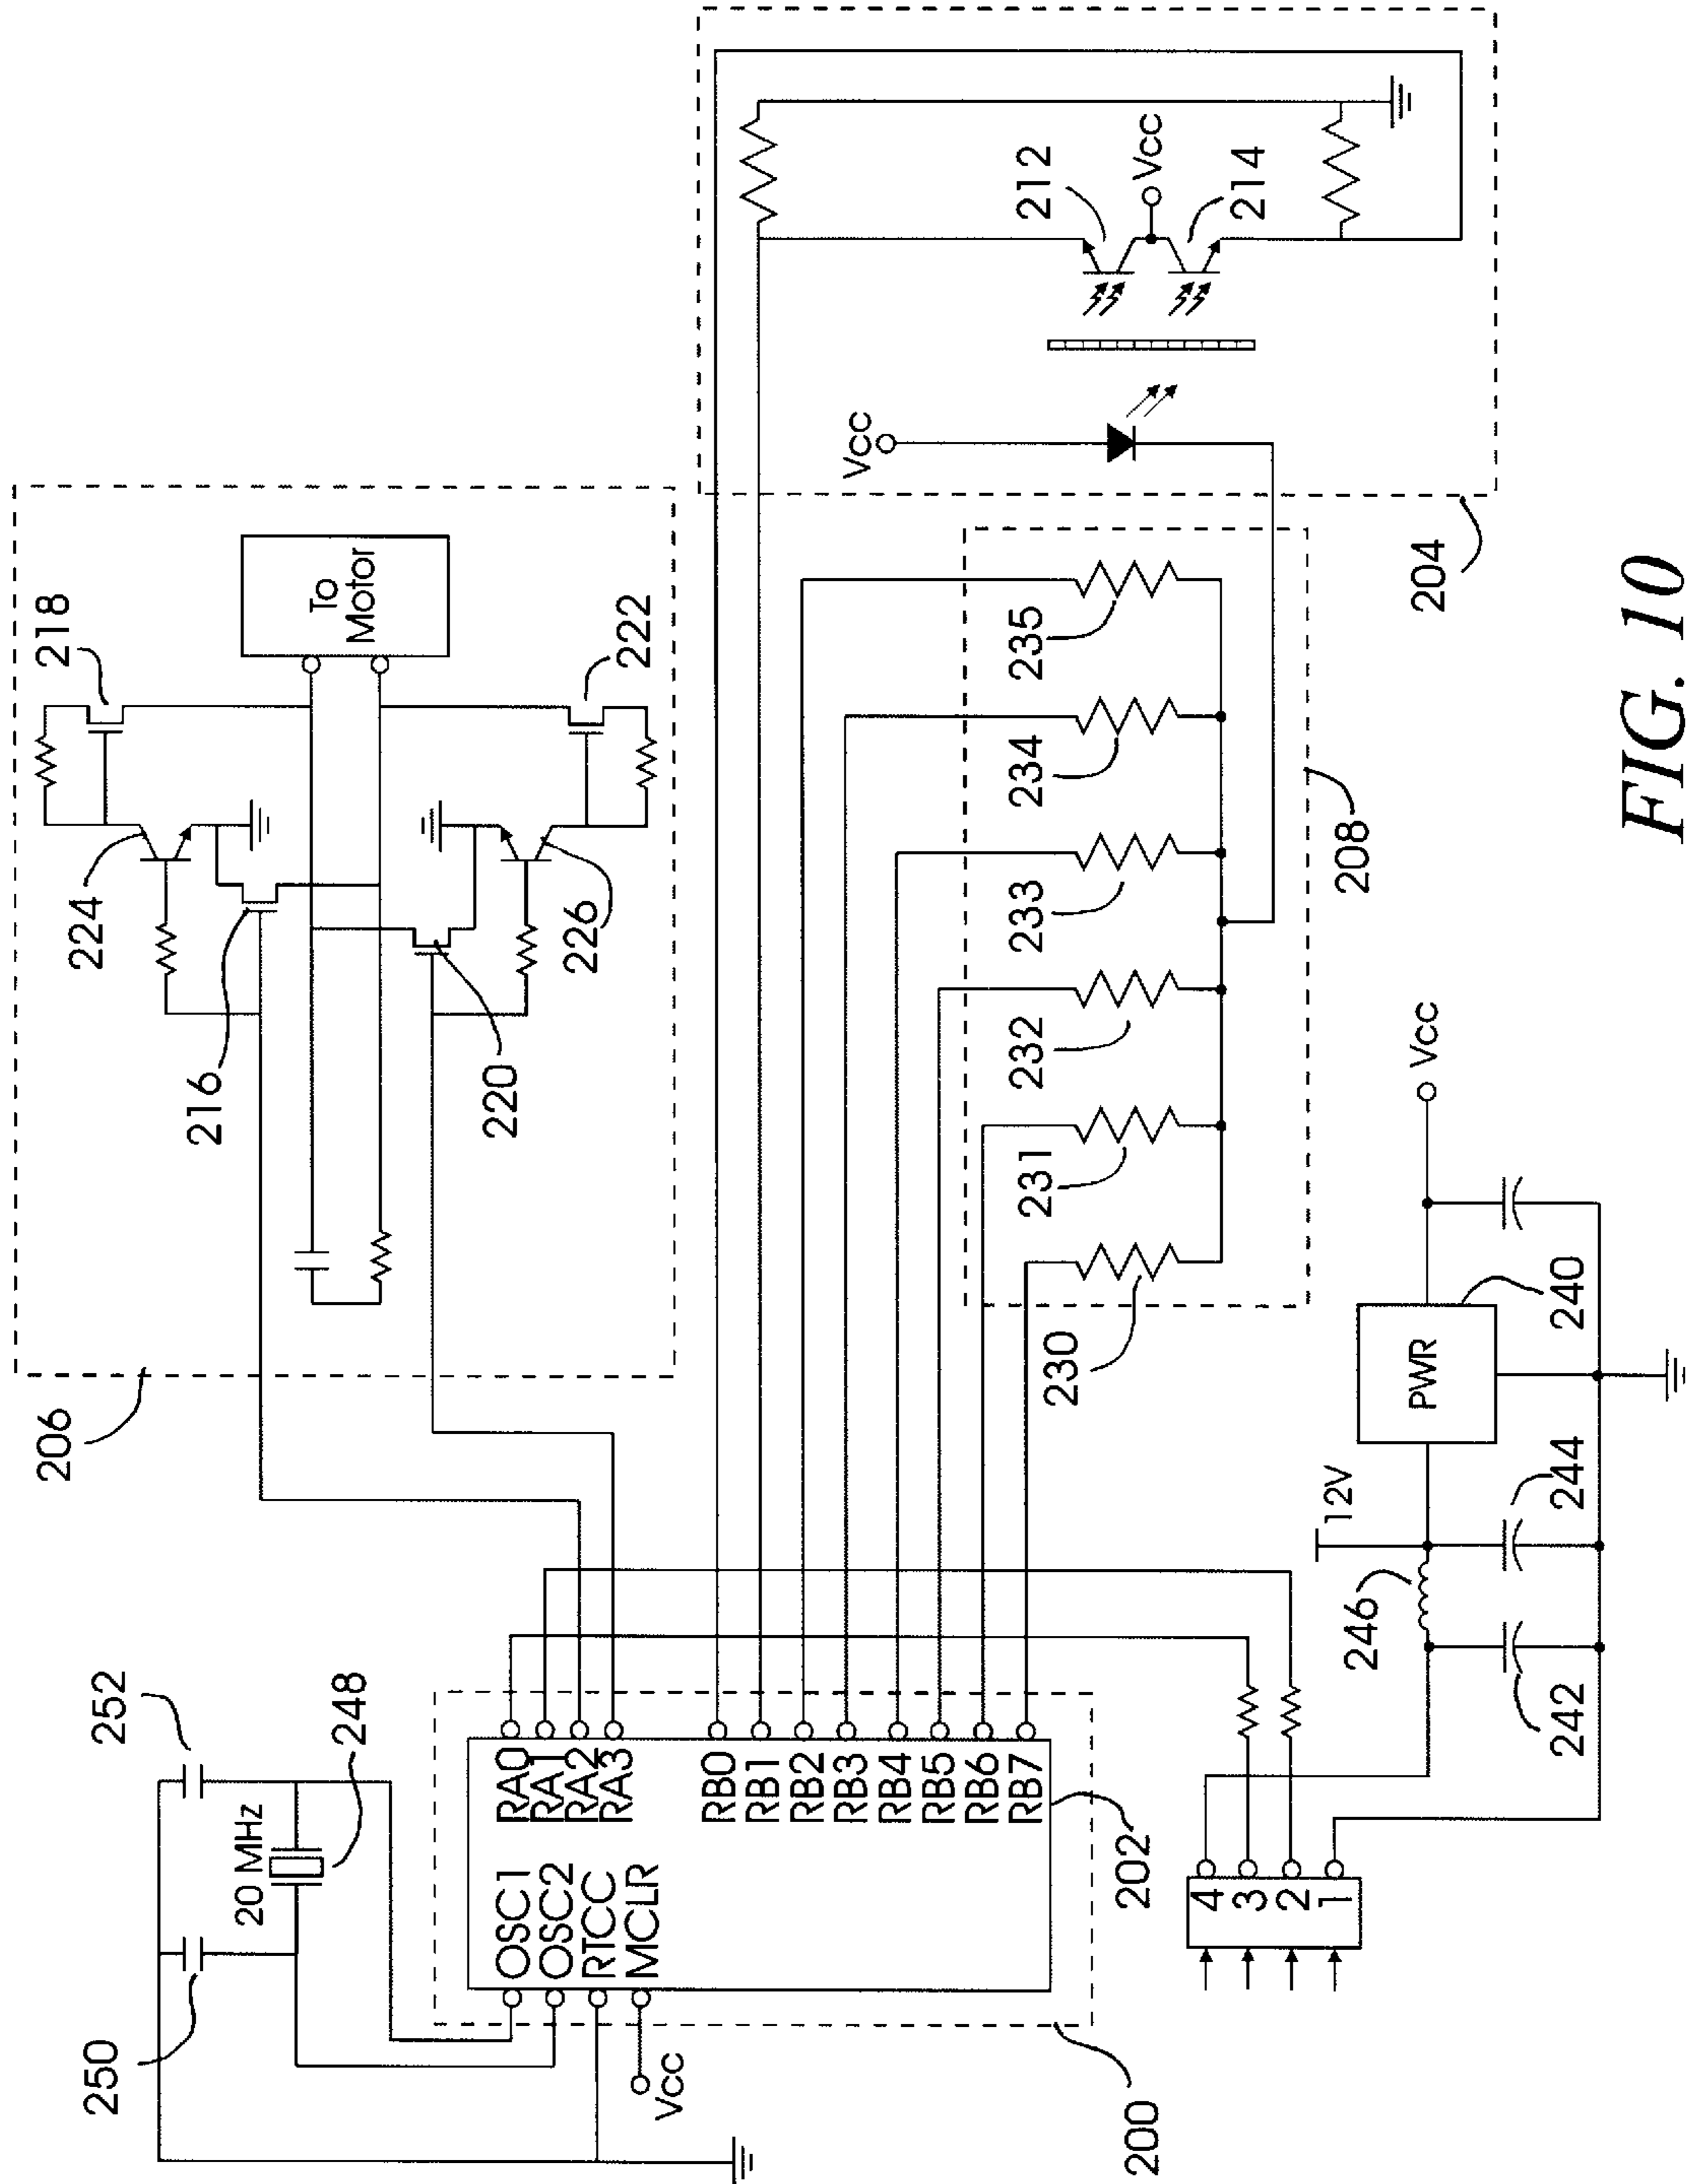 250
252
20 MHz
248
OSC1
OSC2
RTCC
MCLR
Vcc
RA0
RA1
RA2
RA3
RB0
RB1
RB2
RB3
RB4
RB5
RB6
RB7
200
202
206
224
216
218
To
Motor
220
226
222
230
231
232
233
234
235
208
Vcc
212
Vcc
214
204
4
3
2
1
246
12V
242
244
PWR
240
Vcc
FIG. 10